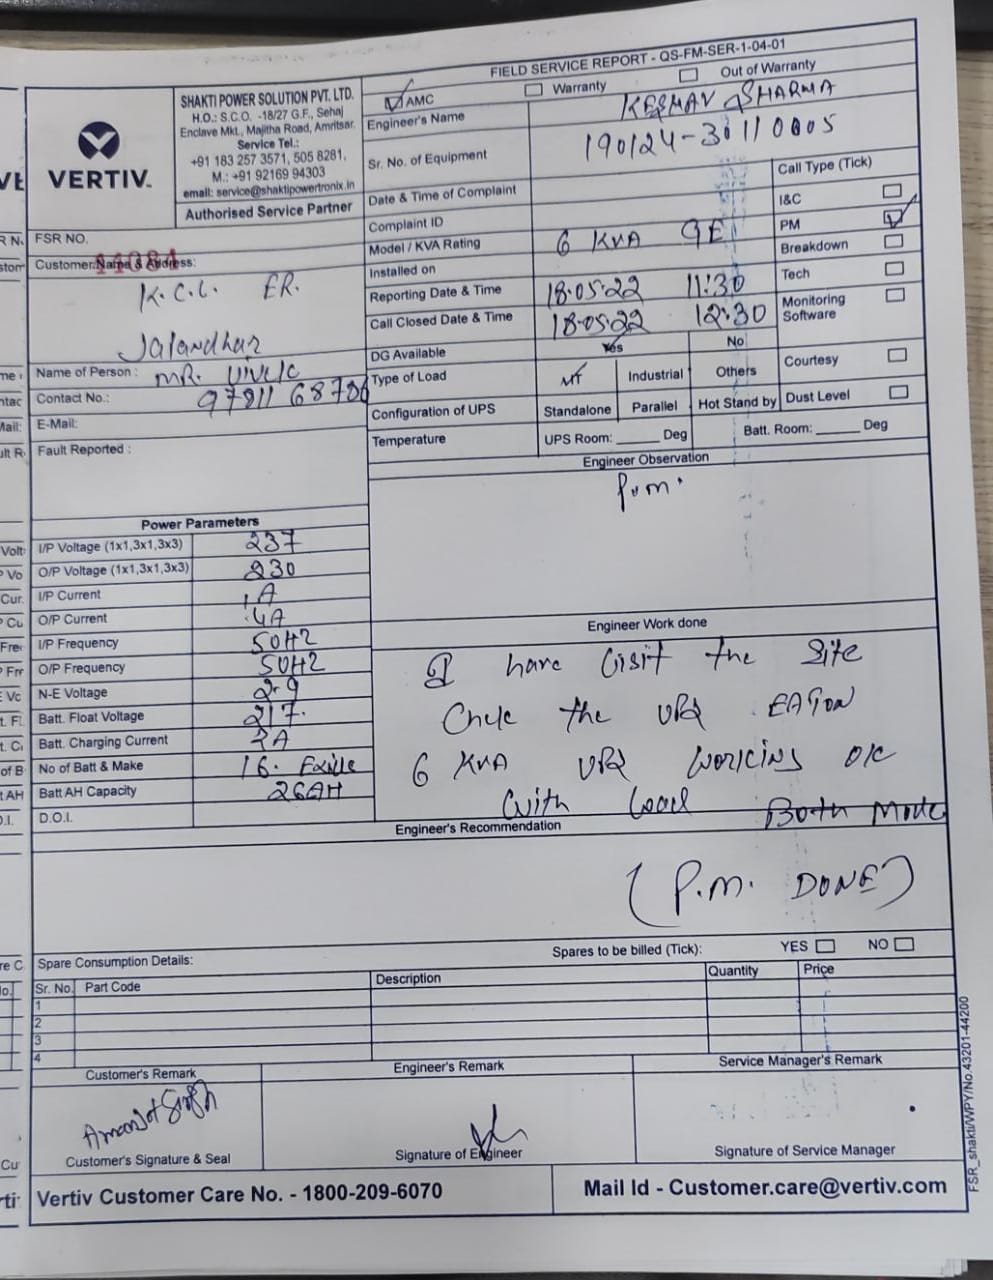 FIELD SERVICE REPORT - QS-FM-SER-1-04-01
AMC Warranty Out of Warranty
VERTIV™
SHAKTI POWER SOLUTION PVT. LTD.
H.O.: S.C.O. -18/27 G.F., Sehaj
Enclave Mkt., Majitha Road, Amritsar.
Service Tel.:
+91 183 257 3571, 505 8281,
M.: +91 92169 94303
email: service@shaktipowertronix.in
Authorised Service Partner
Engineer's Name KESHAV SHARMA
Sr. No. of Equipment
Date & Time of Complaint
Complaint ID
Model / KVA Rating 6 KVA 9E
Installed on
Reporting Date & Time 18.05.22 11:30
Call Closed Date & Time 18.05.22 12:30
DG Available Yes No
Type of Load IT Industrial Others
Configuration of UPS Standalone Parallel Hot Stand by
Temperature UPS Room: ______ Deg Batt. Room: ______ Deg
Call Type (Tick)
I&C
PM
Breakdown
Tech
Monitoring
Software
Courtesy
Dust Level
FSR NO.
Customer Name & Address:
K.C.L. ER.
Jalandhar
Name of Person : MR. Vivek
Contact No.:
E-Mail:
Fault Reported :
Engineer Observation
P.m.
Power Parameters
I/P Voltage (1x1,3x1,3x3) 237
O/P Voltage (1x1,3x1,3x3) 230
I/P Current 1A
O/P Current .4A
I/P Frequency 50HZ
O/P Frequency 50HZ
N-E Voltage 2.9
Batt. Float Voltage 217.
Batt. Charging Current 2A
No of Batt & Make 16. Exide
Batt AH Capacity 26AH
D.O.I.
Engineer Work done
I have Visit the Site
Chek the UPS EATON
6 KVA UPS Working OK
With Load Both Mode
Engineer's Recommendation
(P.M. DONE)
Spare Consumption Details: Spares to be billed (Tick): YES NO
Sr. No. Part Code Description Quantity Price
1
2
3
4
Customer's Remark Engineer's Remark Service Manager's Remark
Amanjot Singh
Customer's Signature & Seal Signature of Engineer Signature of Service Manager
Vertiv Customer Care No. - 1800-209-6070 Mail Id - Customer.care@vertiv.com
FSR_shakti/WPY/No.43201-44200